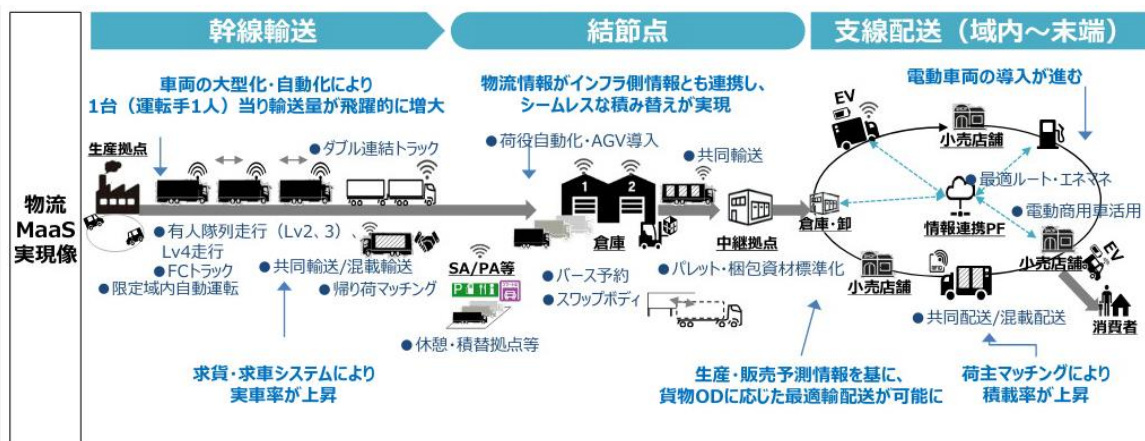 幹線輸送
結節点
支線配送（域内～末端）
物流
MaaS
実現像
車両の大型化・自動化により
1台（運転手1人）当り輸送量が飛躍的に増大
生産拠点
●ダブル連結トラック
●有人隊列走行（Lv2、3）、
Lv4走行
●FCトラック
●限定域内自動運転
●共同輸送/混載輸送
●帰り荷マッチング
求貨・求車システムにより
実車率が上昇
物流情報がインフラ側情報とも連携し、
シームレスな積み替えが実現
●荷役自動化・AGV導入
●共同輸送
1
2
倉庫
中継拠点
SA/PA等
P
●バース予約
●スワップボディ
●パレット・梱包資材標準化
●休憩・積替拠点等
生産・販売予測情報を基に、
貨物ODに応じた最適輸配送が可能に
電動車両の導入が進む
EV
小売店舗
●最適ルート・エネマネ
情報連携PF
●電動商用車活用
倉庫・卸
小売店舗
小売店舗
EV
●共同配送/混載配送
消費者
荷主マッチングにより
積載率が上昇